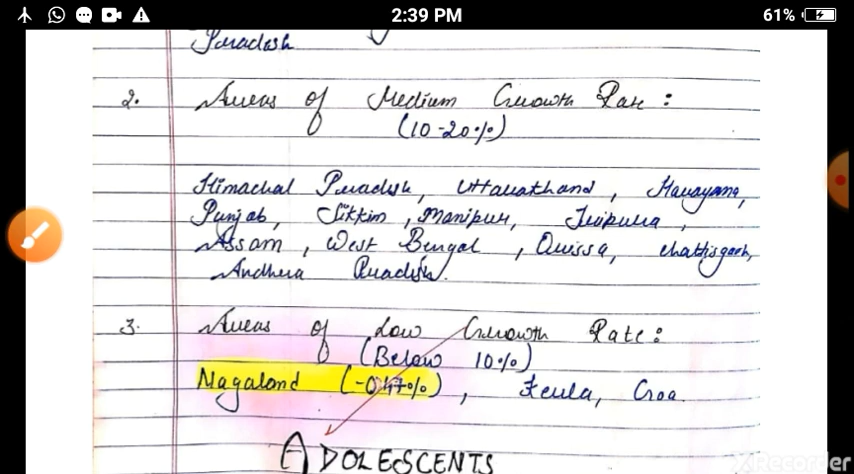 2:39 PM
61%
Pradesh
2. Areas of Medium Growth Rate :
(10-20%)
Himachal Pradesh, Uttarakhand, Harayana,
Punjab, Sikkim, Manipur, Tripura,
Assam, West Bengal, Orissa, chattisgarh,
Andhra Pradesh.
3. Areas of Low Growth Rate :
(Below 10%)
Nagaland (-0.47%), Kerala, Goa
ADOLESCENTS
XRecorder